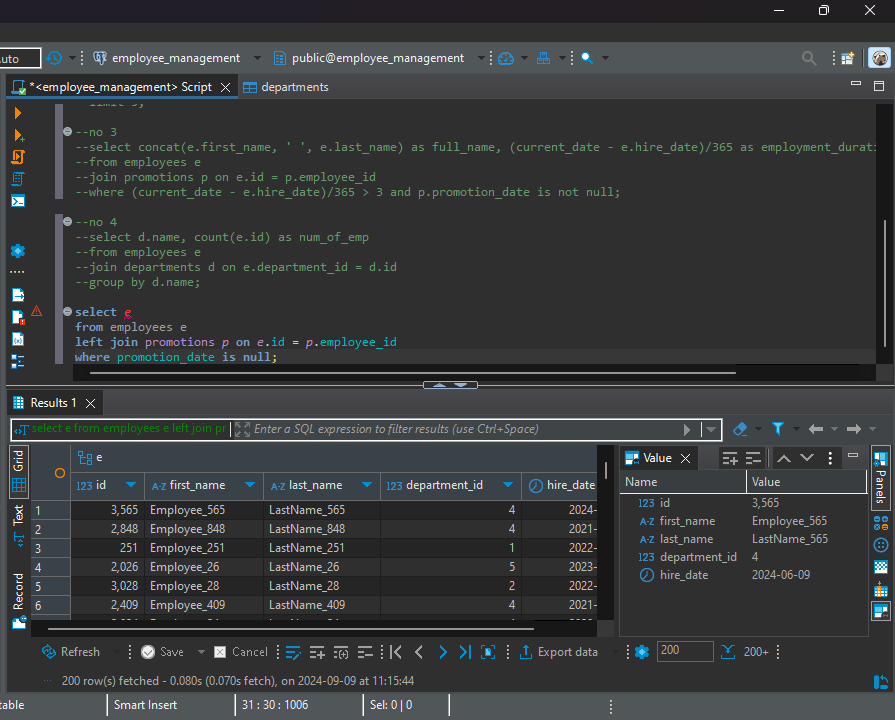 uto
employee_management
public@employee_management
*<employee_management> Script
departments
--no 3
--select concat(e.first_name, ' ', e.last_name) as full_name, (current_date - e.hire_date)/365 as employment_durati
--from employees e
--join promotions p on e.id = p.employee_id
--where (current_date - e.hire_date)/365 > 3 and p.promotion_date is not null;
--no 4
--select d.name, count(e.id) as num_of_emp
--from employees e
--join departments d on e.department_id = d.id
--group by d.name;
select e
from employees e
left join promotions p on e.id = p.employee_id
where promotion_date is null;
Results 1
select e from employees e left join pr
Enter a SQL expression to filter results (use Ctrl+Space)
Grid
Text
Record
e
123 id
A-Z first_name
A-Z last_name
123 department_id
hire_date
1 3,565 Employee_565 LastName_565 4 2024-
2 2,848 Employee_848 LastName_848 4 2021-
3 251 Employee_251 LastName_251 1 2022-
4 2,026 Employee_26 LastName_26 5 2023-
5 3,028 Employee_28 LastName_28 2 2022-
6 2,409 Employee_409 LastName_409 4 2021-
Value
Name Value
123 id 3,565
A-Z first_name Employee_565
A-Z last_name LastName_565
123 department_id 4
hire_date 2024-06-09
Panels
Refresh
Save
Cancel
Export data
200
200+
200 row(s) fetched - 0.080s (0.070s fetch), on 2024-09-09 at 11:15:44
table
Smart Insert
31 : 30 : 1006
Sel: 0 | 0